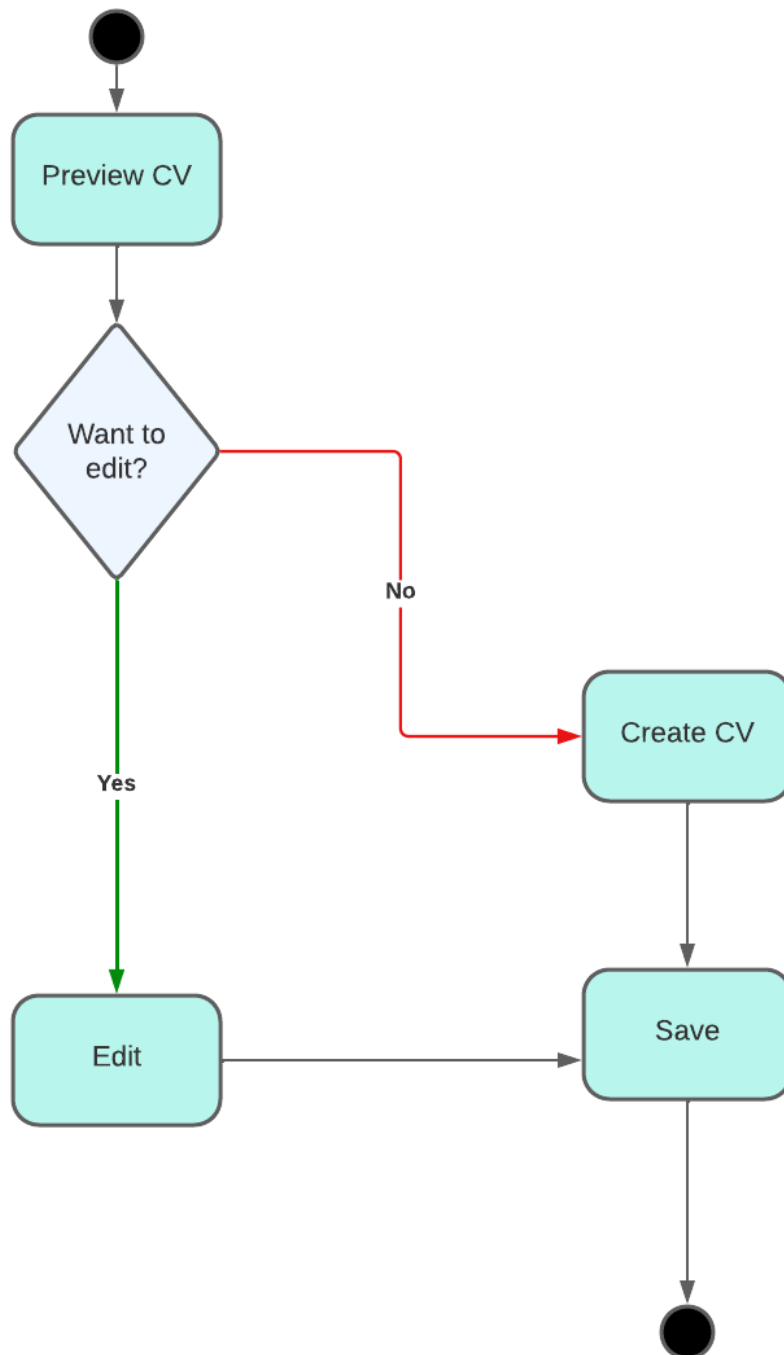 Preview CV
Want to
edit?
No
Create CV
Yes
Save
Edit